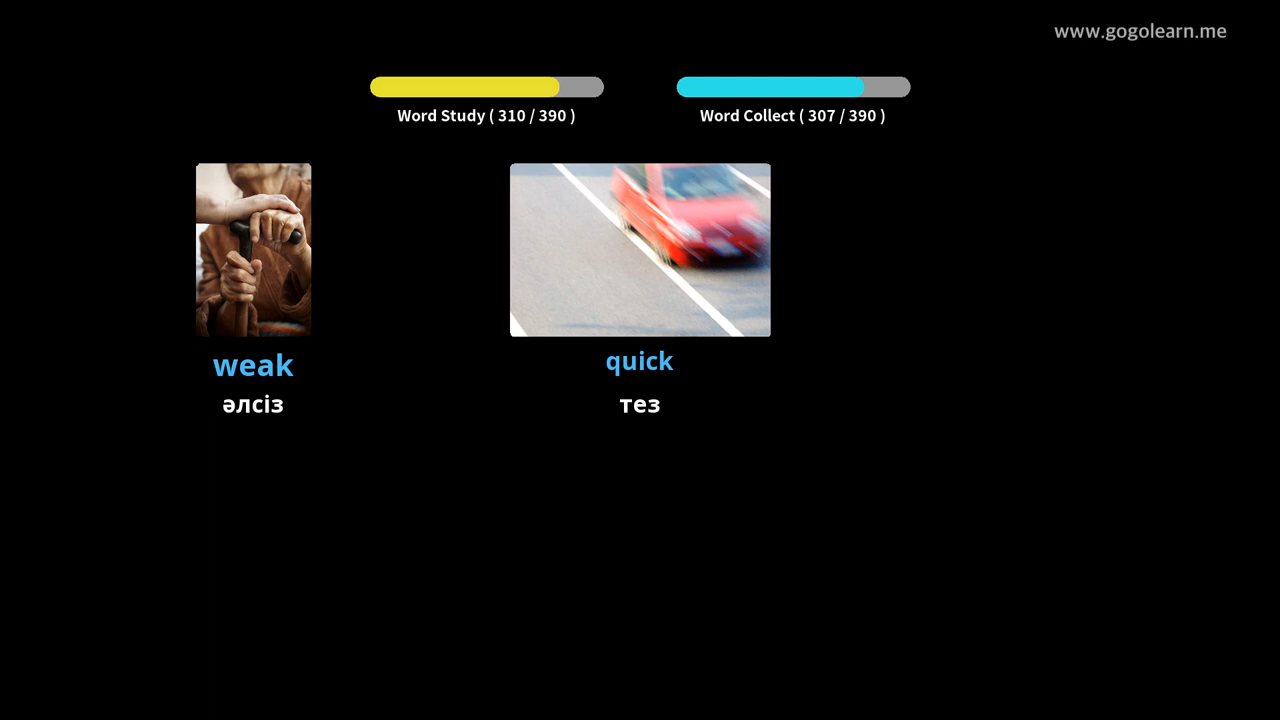 www.gogolearn.me
Word Study ( 310 / 390 )
Word Collect ( 307 / 390 )
weak
әлсіз
quick
тез